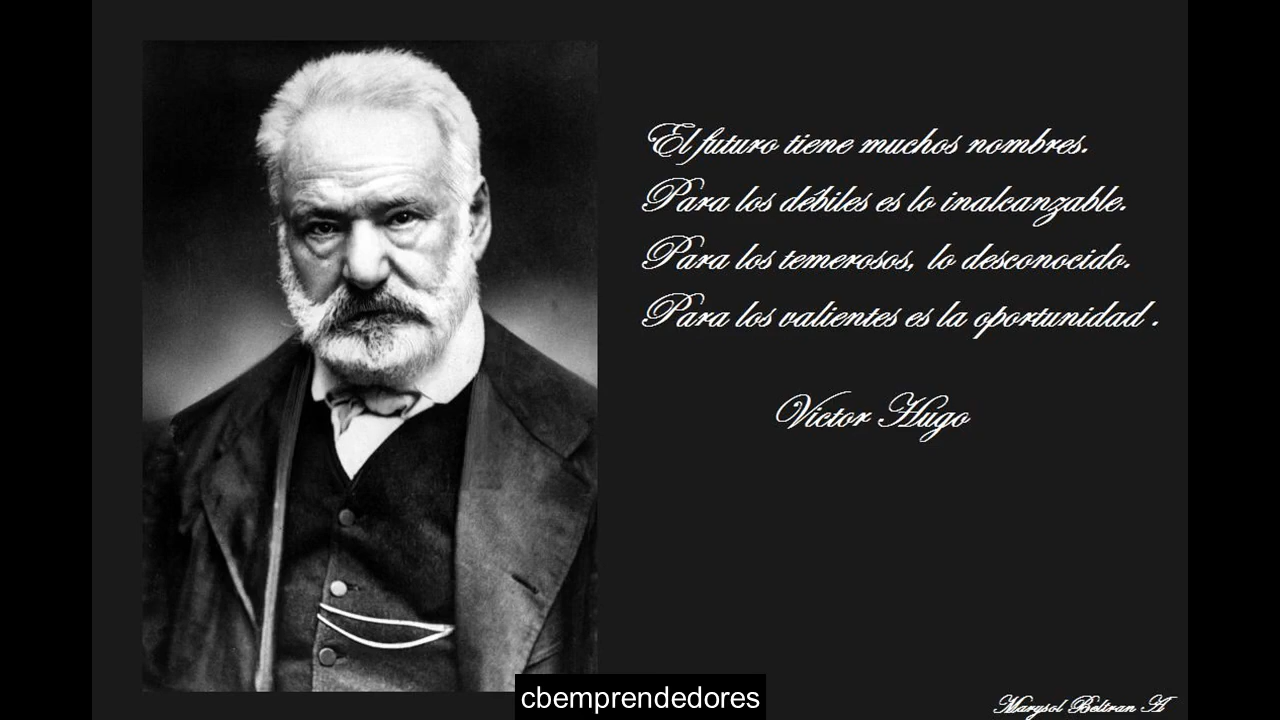 El futuro tiene muchos nombres.
Para los débiles es lo inalcanzable.
Para los temerosos, lo desconocido.
Para los valientes es la oportunidad .
Victor Hugo
cbemprendedores
Marysol Beltran A